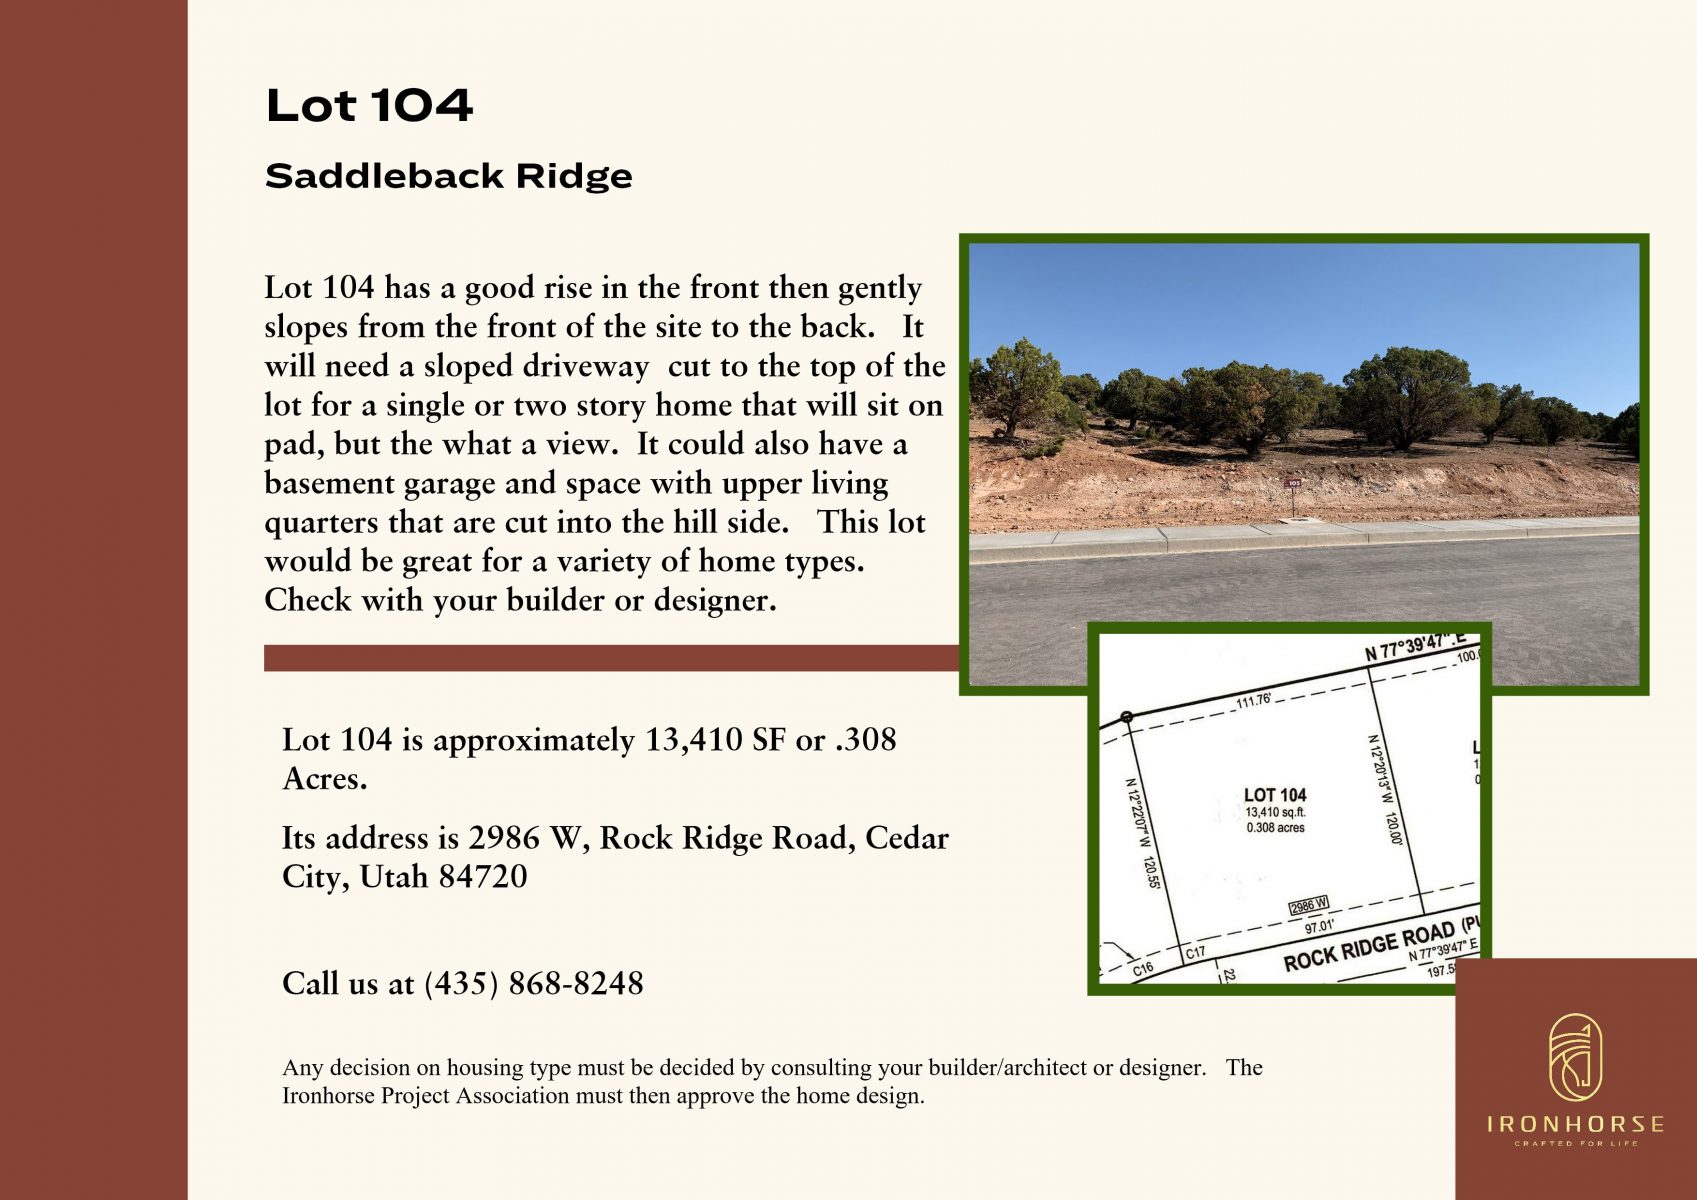 Lot 104
Saddleback Ridge
Lot 104 has a good rise in the front then gently
slopes from the front of the site to the back. It
will need a sloped driveway cut to the top of the
lot for a single or two story home that will sit on
pad, but the what a view. It could also have a
basement garage and space with upper living
quarters that are cut into the hill side. This lot
would be great for a variety of home types.
Check with your builder or designer.
105
Lot 104 is approximately 13,410 SF or .308
Acres.
Its address is 2986 W, Rock Ridge Road, Cedar
City, Utah 84720
Call us at (435) 868-8248
N 77°39'47" E
100.
111.76'
N 12°22'07" W 120.55'
N 12°20'13" W 120.00'
LOT 104
13,410 sq.ft.
0.308 acres
L
1
0
2986 W
97.01'
C16
C17
22
ROCK RIDGE ROAD (PU
N 77°39'47" E
197.5
Any decision on housing type must be decided by consulting your builder/architect or designer. The
Ironhorse Project Association must then approve the home design.
IRONHORSE
CRAFTED FOR LIFE